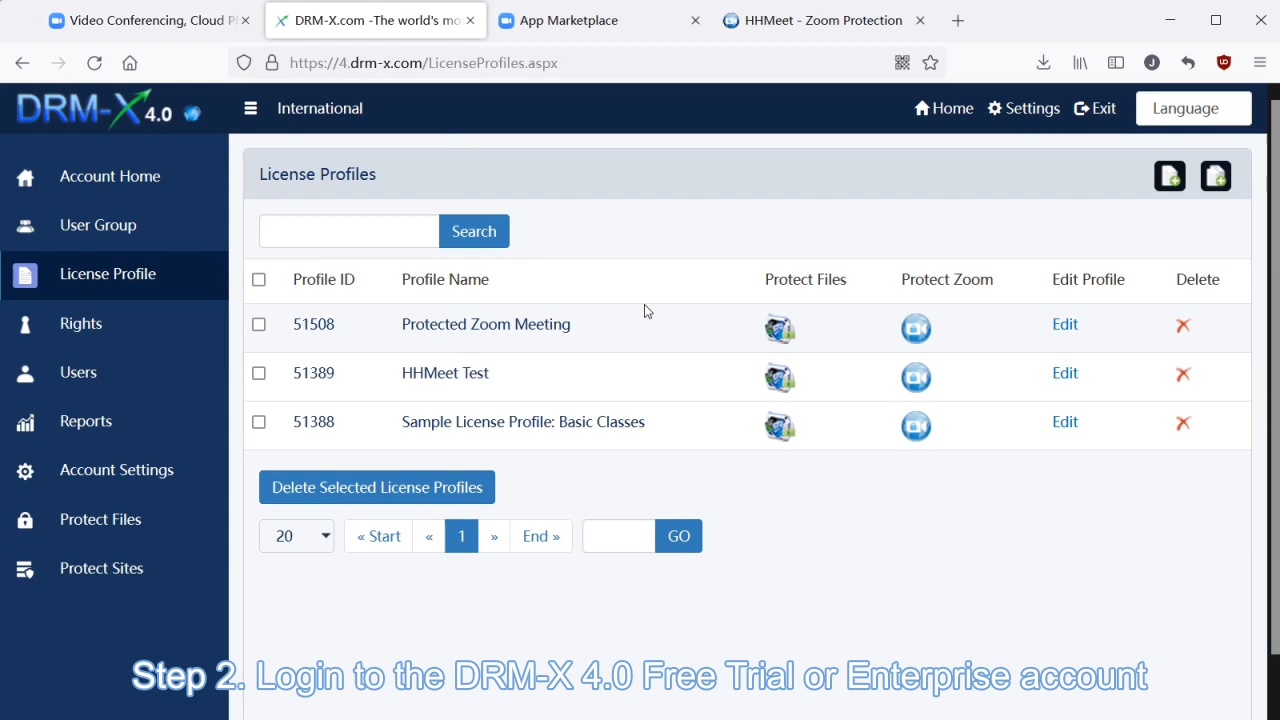 Video Conferencing, Cloud P
DRM-X.com -The world's mo
App Marketplace
HHMeet - Zoom Protection
https://4.drm-x.com/LicenseProfiles.aspx
DRM-X 4.0
International
Home
Settings
Exit
Language
Account Home
User Group
License Profile
Rights
Users
Reports
Account Settings
Protect Files
Protect Sites
License Profiles
Search
Profile ID Profile Name Protect Files Protect Zoom Edit Profile Delete
51508 Protected Zoom Meeting Edit
51389 HHMeet Test Edit
51388 Sample License Profile: Basic Classes Edit
Delete Selected License Profiles
20 « Start « 1 » End » GO
Step 2. Login to the DRM-X 4.0 Free Trial or Enterprise account